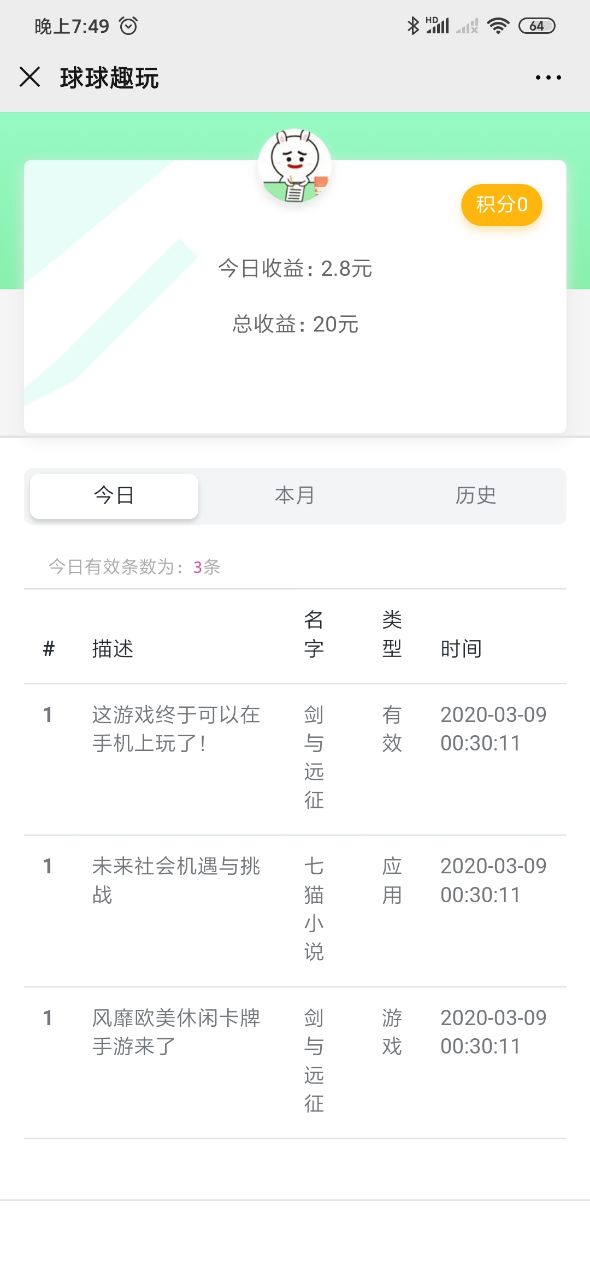 晚上7:49
HD
64
球球趣玩
积分0
今日收益: 2.8元
总收益: 20元
今日
本月
历史
今日有效条数为: 3条
#
描述
名
字
类
型
时间
1
这游戏终于可以在
手机上玩了!
剑
与
远
征
有
效
2020-03-09
00:30:11
1
未来社会机遇与挑
战
七
猫
小
说
应
用
2020-03-09
00:30:11
1
风靡欧美休闲卡牌
手游来了
剑
与
远
征
游
戏
2020-03-09
00:30:11